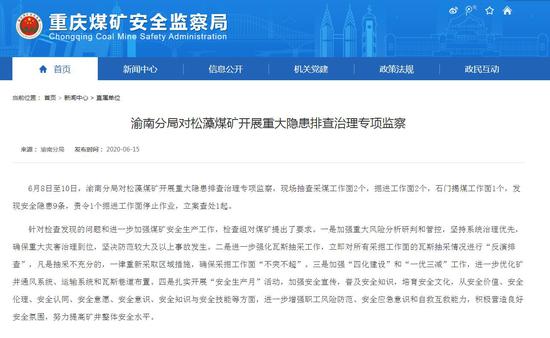 重庆煤矿安全监察局
Chongqing Coal Mine Safety Administration
首页 新闻中心 信息公开 机关党建 政策法规 政民互动
当前位置：首页 > 新闻中心 > 直属单位
渝南分局对松藻煤矿开展重大隐患排查治理专项监察
来源：渝南分局 发布时间：2020-06-15
6月8日至10日，渝南分局对松藻煤矿开展重大隐患排查治理专项监察，现场抽查采煤工作面2个，掘进工作面2个，石门揭煤工作面1个，发
现安全隐患9条，责令1个掘进工作面停止作业，立案查处1起。
针对检查发现的问题和进一步加强煤矿安全生产工作，检查组对煤矿提出了要求。一是加强重大风险分析研判和管控，坚持系统治理优先，
确保重大灾害治理到位，坚决防范较大及以上事故发生。二是进一步强化瓦斯抽采工作，立即对所有采掘工作面的瓦斯抽采情况进行“反演排
查”，凡是抽采不充分的，一律重新采取区域措施，确保采掘工作面“不突不超”。三是加强“四化建设”和“一优三减”工作，进一步优化矿
井通风系统、运输系统和瓦斯巷道布置。四是扎实开展“安全生产月”活动，加强安全宣传，普及安全知识，培育安全文化，从安全价值、安全
伦理、安全认同、安全意愿、安全意识、安全知识与安全技能等方面，进一步增强职工风险防范、安全应急意识和自救互救能力，积极营造良好
安全氛围，努力提高矿井整体安全水平。